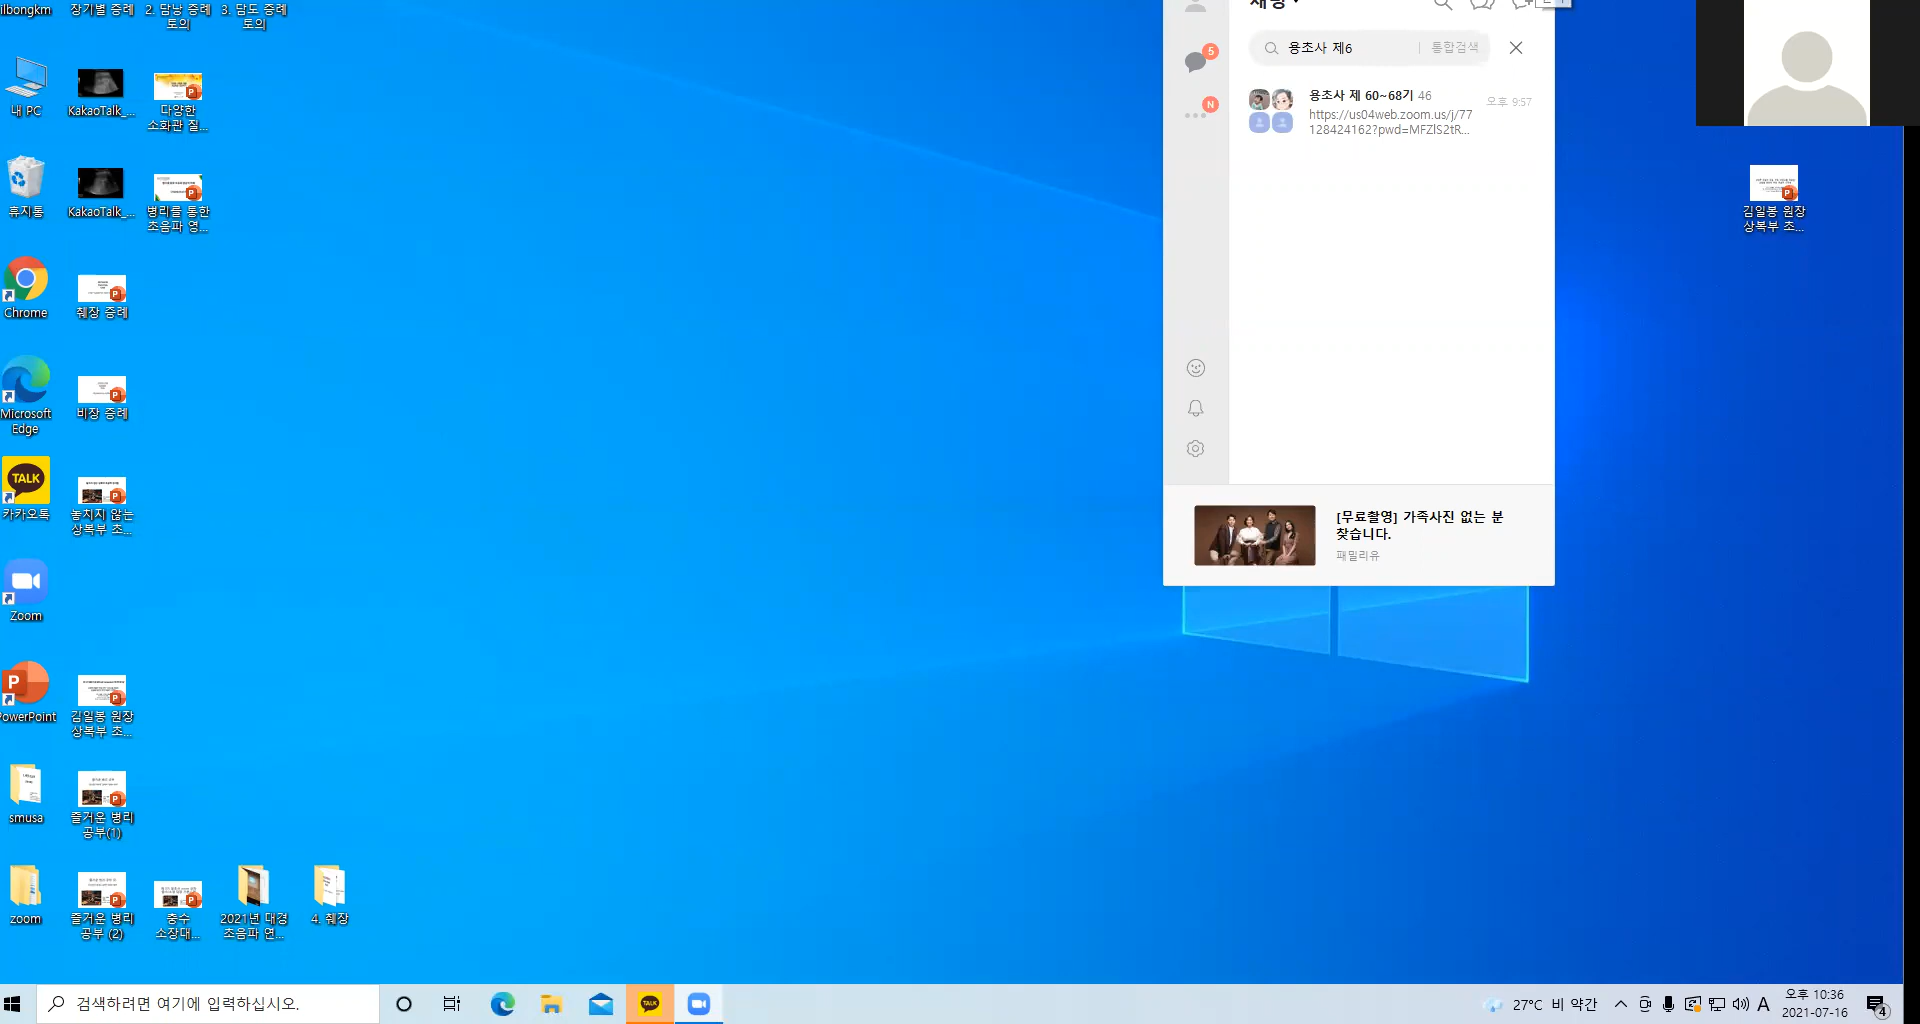 ilbongkm
장기별 증례
2. 담낭 증례
토의
3. 담도 증례
토의
내 PC
KakaoTalk_...
다양한
소화관 질...
휴지통
KakaoTalk_...
병리를 통한
초음파 영...
Chrome
췌장 증례
Microsoft
Edge
비장 증례
TALK
카카오톡
놓치지 않는
상복부 초...
Zoom
PowerPoint
김일봉 원장
상복부 초...
smusa
즐거운 병리
공부(1)
zoom
즐거운 병리
공부 (2)
충수
소장대...
2021년 대경
초음파 연...
4. 췌장
채팅
5
용초사 제6
통합검색
N
용초사 제 60~68기 46
오후 9:57
https://us04web.zoom.us/j/77
128424162?pwd=MFZlS2tR...
[무료촬영] 가족사진 없는 분
찾습니다.
패밀리유
김일봉 원장
상복부 초...
검색하려면 여기에 입력하십시오.
TALK
27°C 비 약간
A
오후 10:36
2021-07-16
4